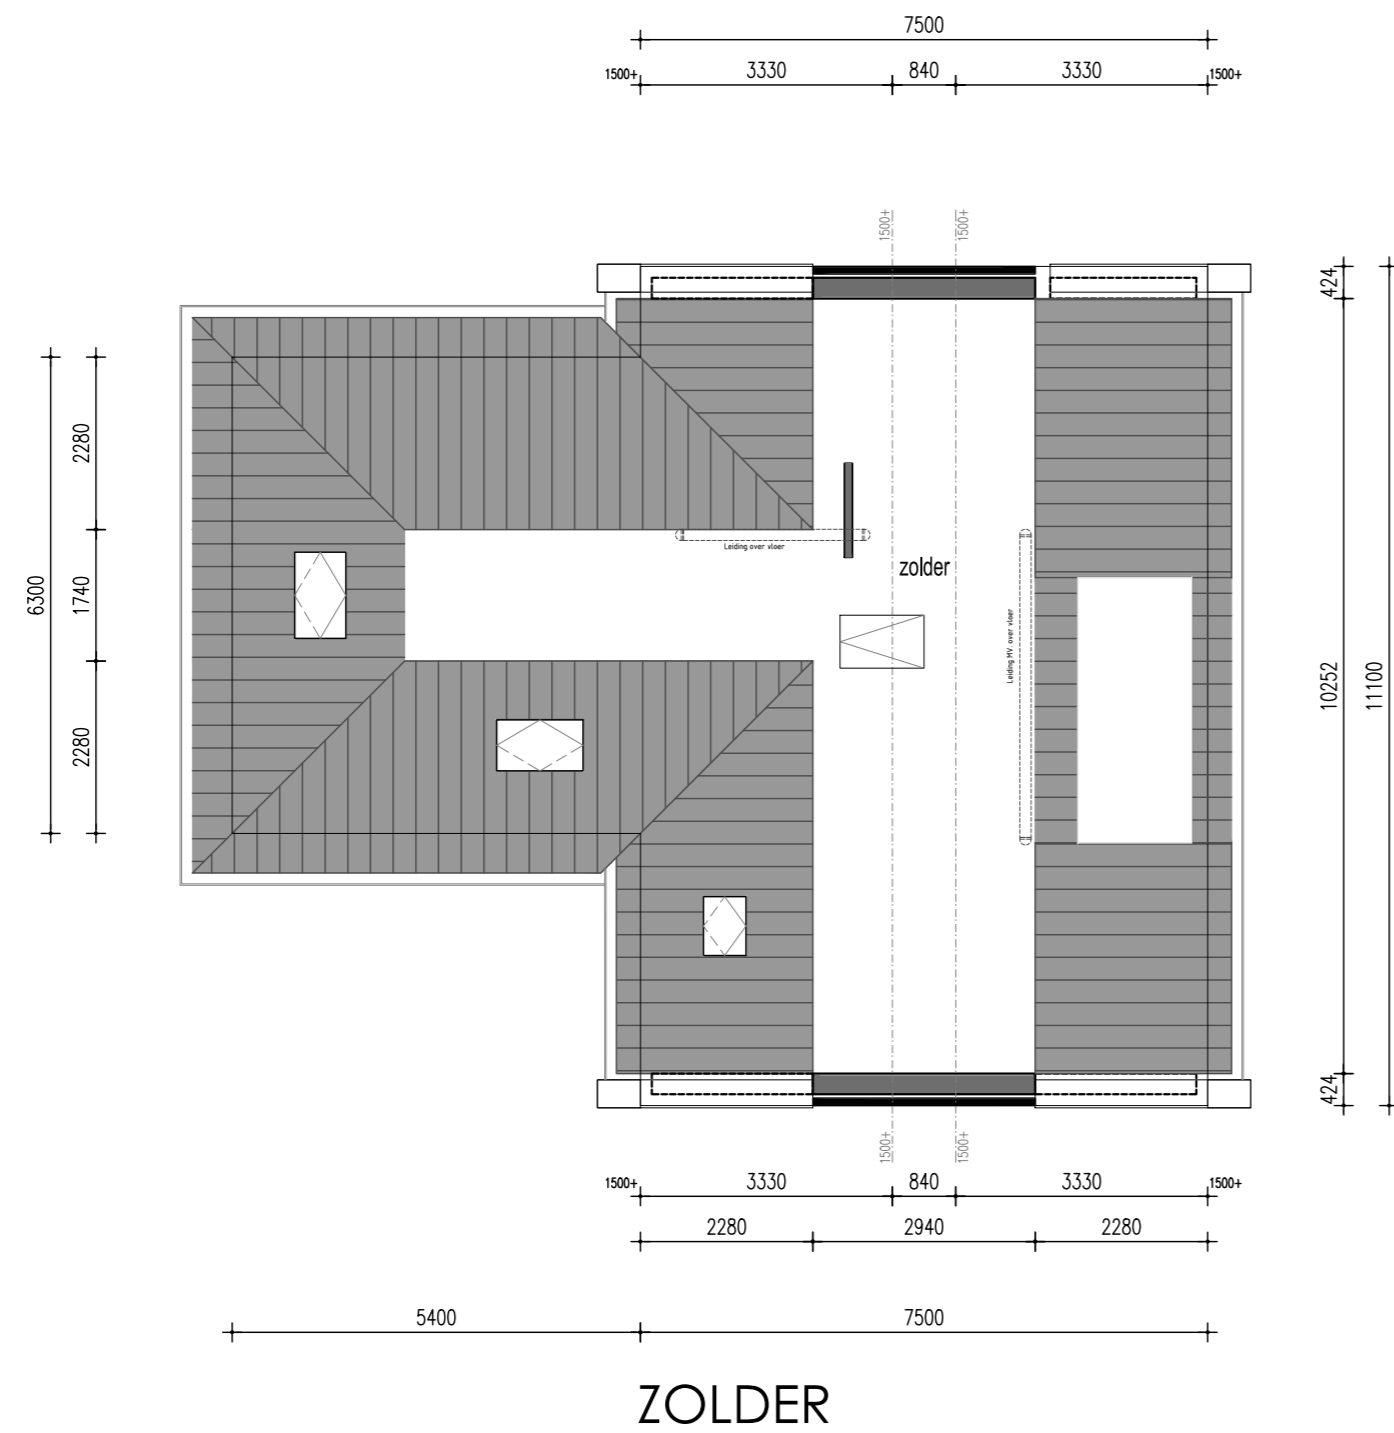 7500
1500+ 3330 840 3330 1500+
1500+ 1500+
424
2280
Leiding over vloer
zolder
6300
1740
Leiding MV. over vloer
10252
11100
2280
424
1500+ 1500+
1500+ 3330 840 3330 1500+
2280 2940 2280
5400 7500
ZOLDER